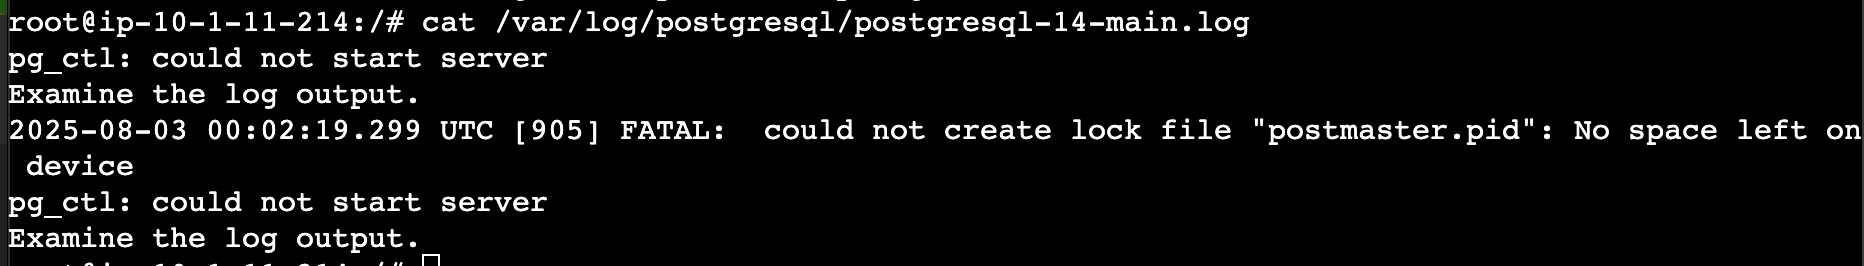 root@ip-10-1-11-214:/# cat /var/log/postgresql/postgresql-14-main.log
pg_ctl: could not start server
Examine the log output.
2025-08-03 00:02:19.299 UTC [905] FATAL:  could not create lock file "postmaster.pid": No space left on
 device
pg_ctl: could not start server
Examine the log output.